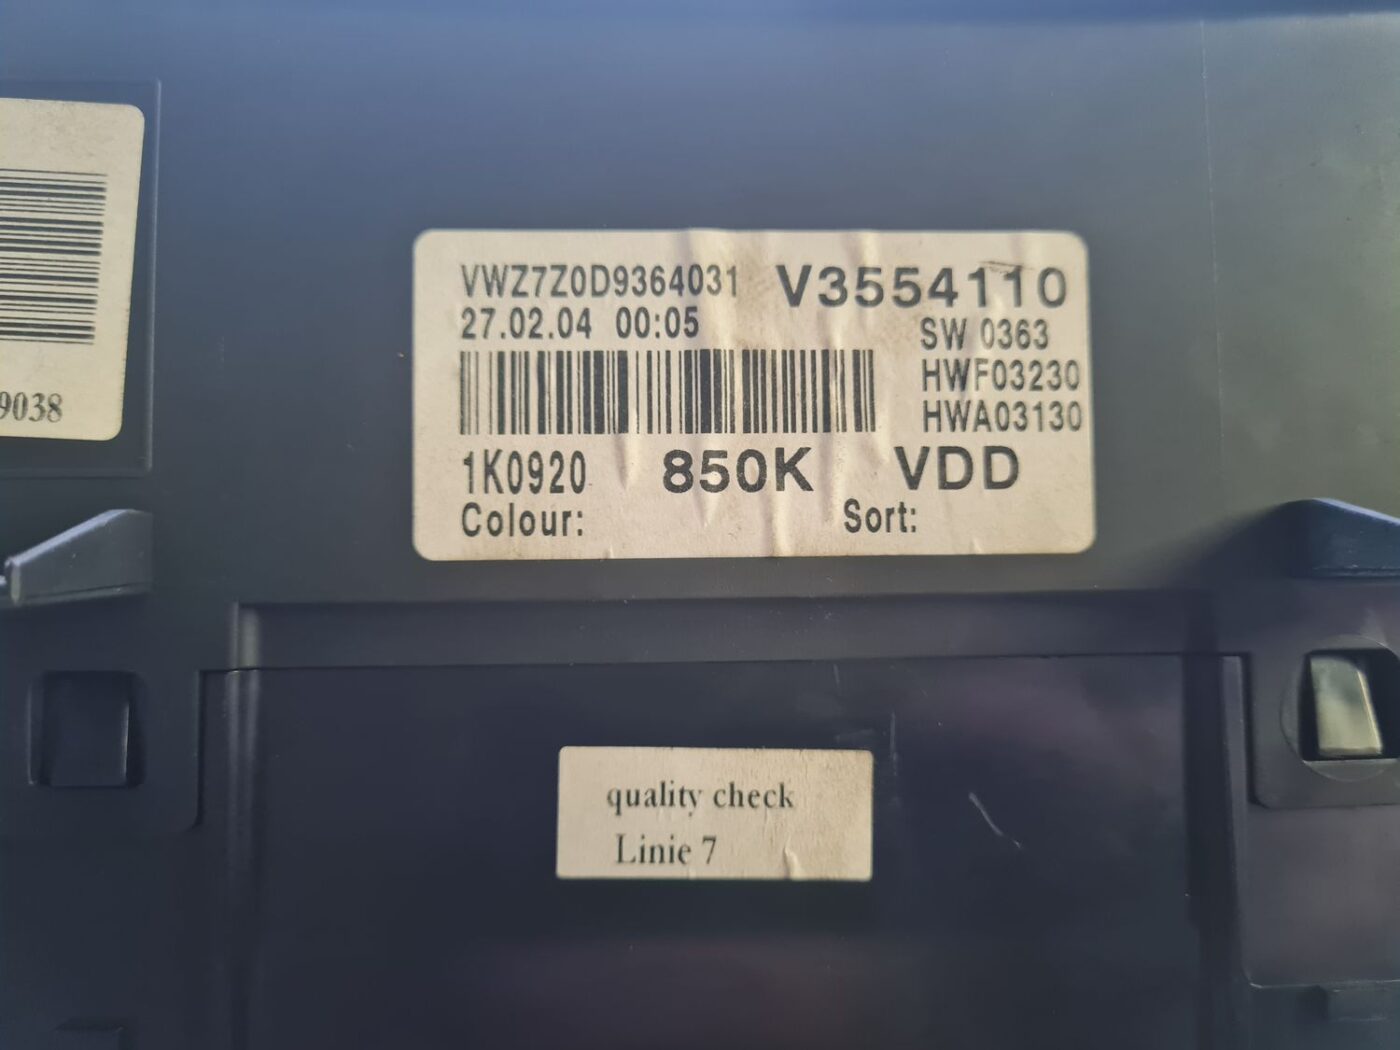 9038
VWZ7Z0D9364031 V3554110
27.02.04 00:05 SW 0363
HWF03230
HWA03130
1K0920 850K VDD
Colour: Sort:
quality check
Linie 7